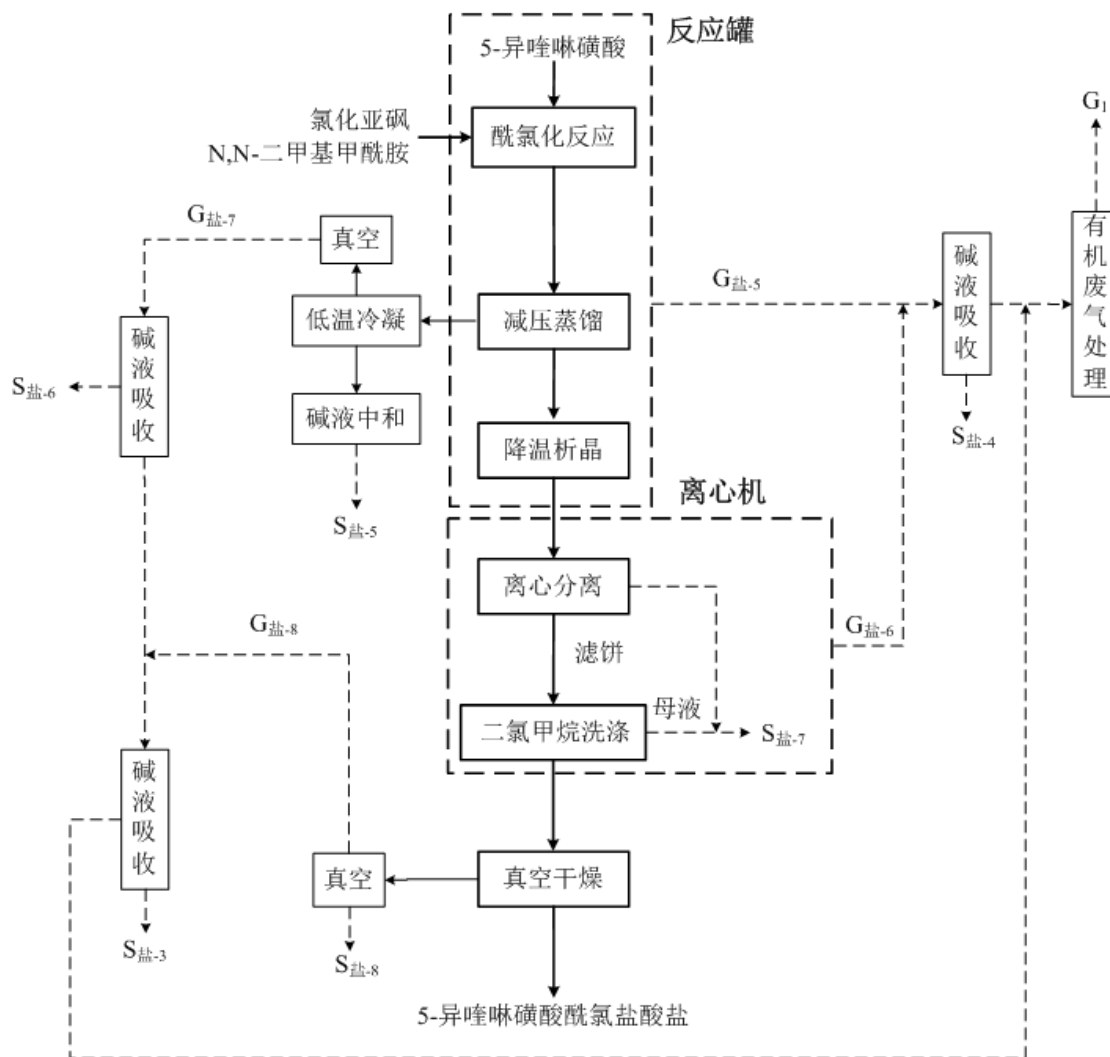 反应罐
5-异喹啉磺酸
G1
氯化亚砜
N,N-二甲基甲酰胺
酰氯化反应
G盐-7
真空
有机废气处理
碱液吸收
G盐-5
低温冷凝
减压蒸馏
碱液吸收
S盐-6
碱液中和
降温析晶
S盐-4
离心机
S盐-5
离心分离
G盐-8
G盐-6
滤饼
母液
二氯甲烷洗涤
S盐-7
碱液吸收
真空
真空干燥
S盐-3
S盐-8
5-异喹啉磺酸酰氯盐酸盐